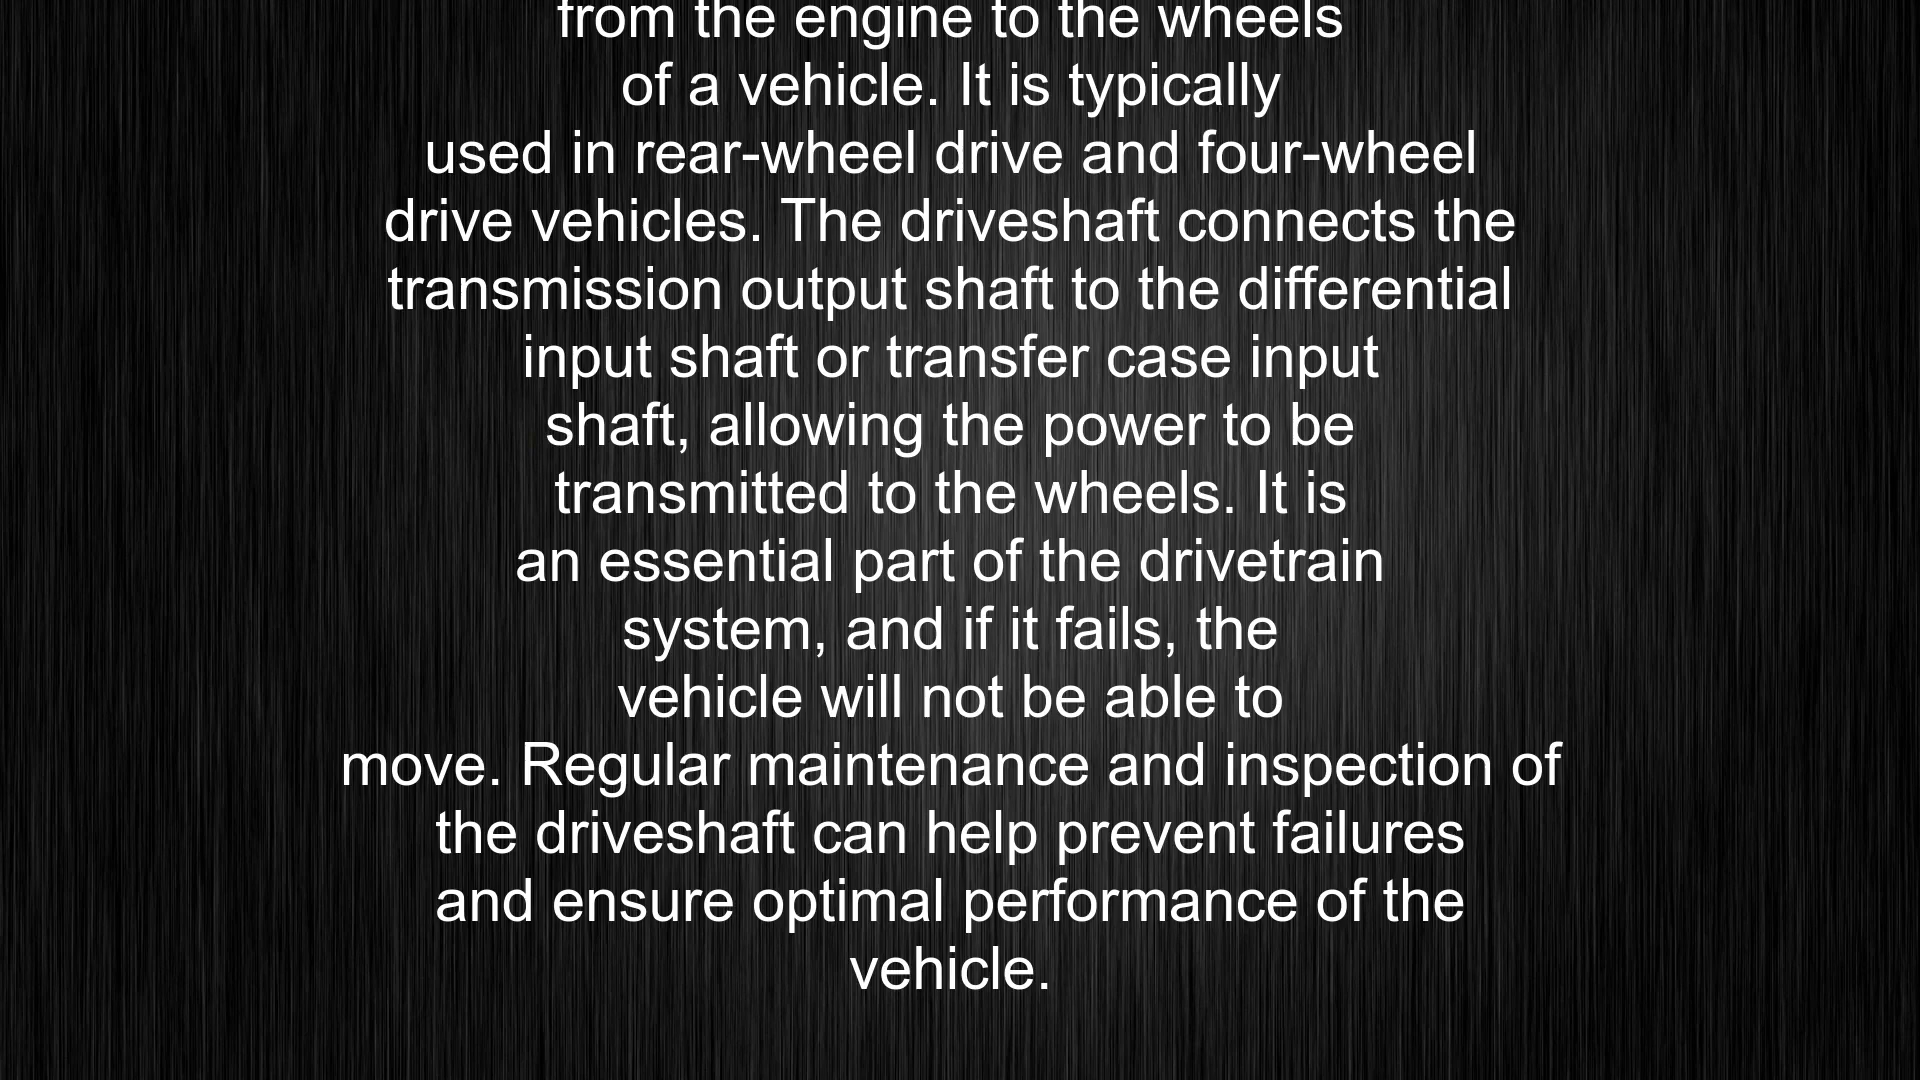 from the engine to the wheels
of a vehicle. It is typically
used in rear-wheel drive and four-wheel
drive vehicles. The driveshaft connects the
transmission output shaft to the differential
input shaft or transfer case input
shaft, allowing the power to be
transmitted to the wheels. It is
an essential part of the drivetrain
system, and if it fails, the
vehicle will not be able to
move. Regular maintenance and inspection of
the driveshaft can help prevent failures
and ensure optimal performance of the
vehicle.